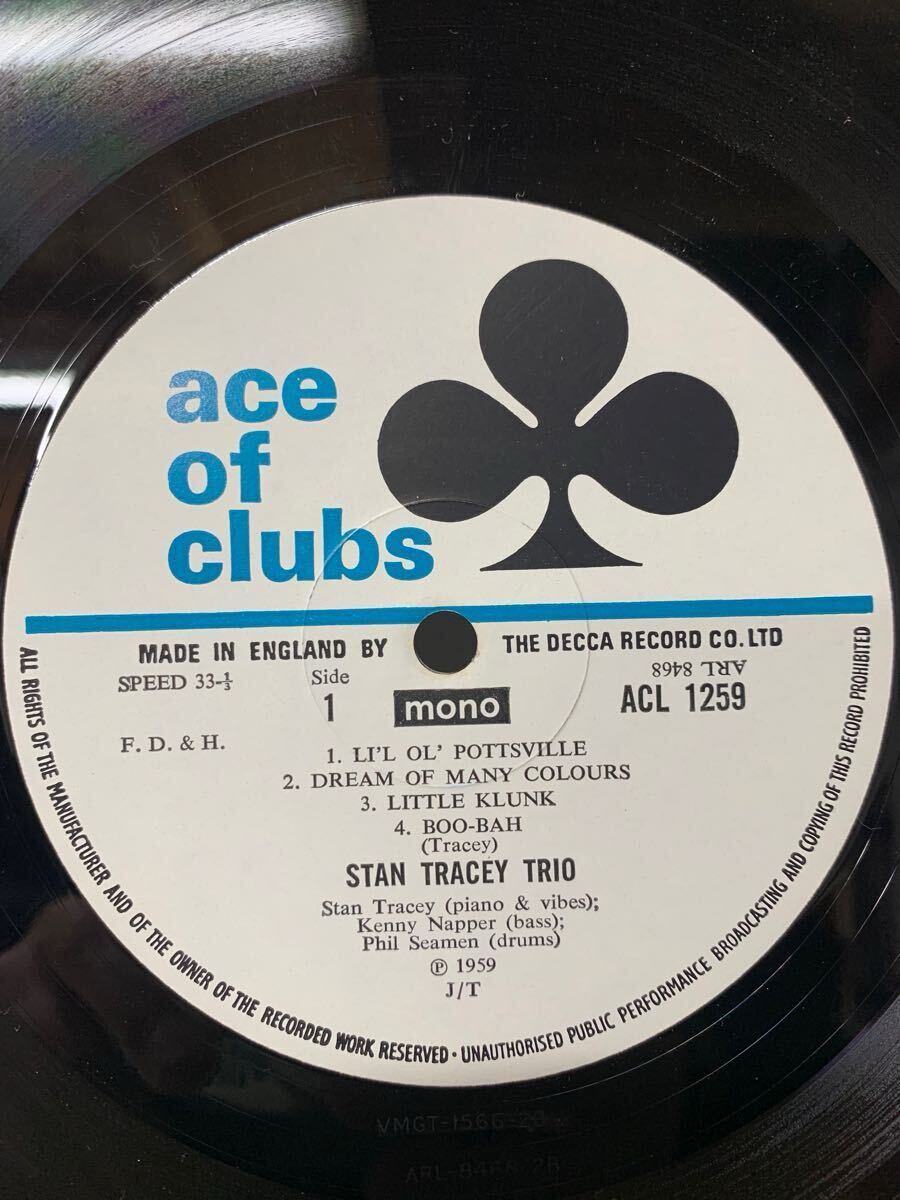 ace
of
clubs
MADE IN ENGLAND BY THE DECCA RECORD CO. LTD
SPEED 33-⅓
Side
1
mono
ARL 8468
ACL 1259
F. D. & H.
1. LI'L OL' POTTSVILLE
2. DREAM OF MANY COLOURS
3. LITTLE KLUNK
4. BOO-BAH
(Tracey)
STAN TRACEY TRIO
Stan Tracey (piano & vibes);
Kenny Napper (bass);
Phil Seamen (drums)
℗ 1959
J/T
ALL RIGHTS OF THE MANUFACTURER AND OF THE OWNER OF THE RECORDED WORK RESERVED · UNAUTHORISED PUBLIC PERFORMANCE BROADCASTING AND COPYING OF THIS RECORD PROHIBITED
ARL-8468 2B